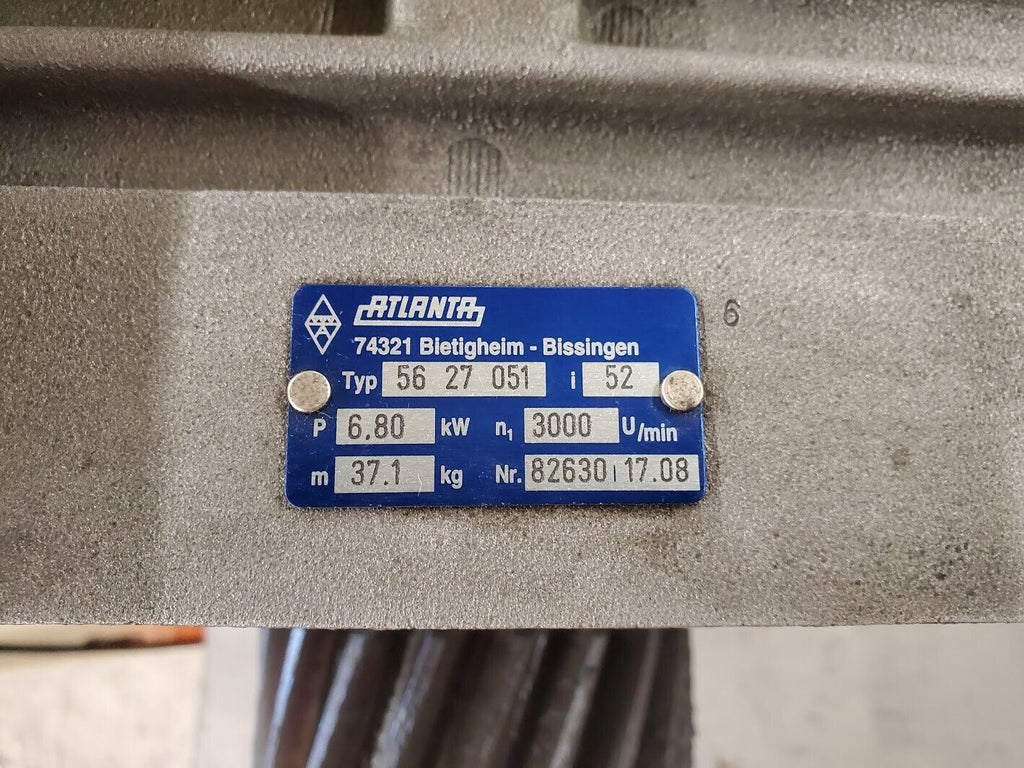 ATLANTA
74321 Bietigheim - Bissingen
Typ 56 27 051 i 52
P 6.80 kW n₁ 3000 U/min
m 37.1 kg Nr. 82630 17.08
6